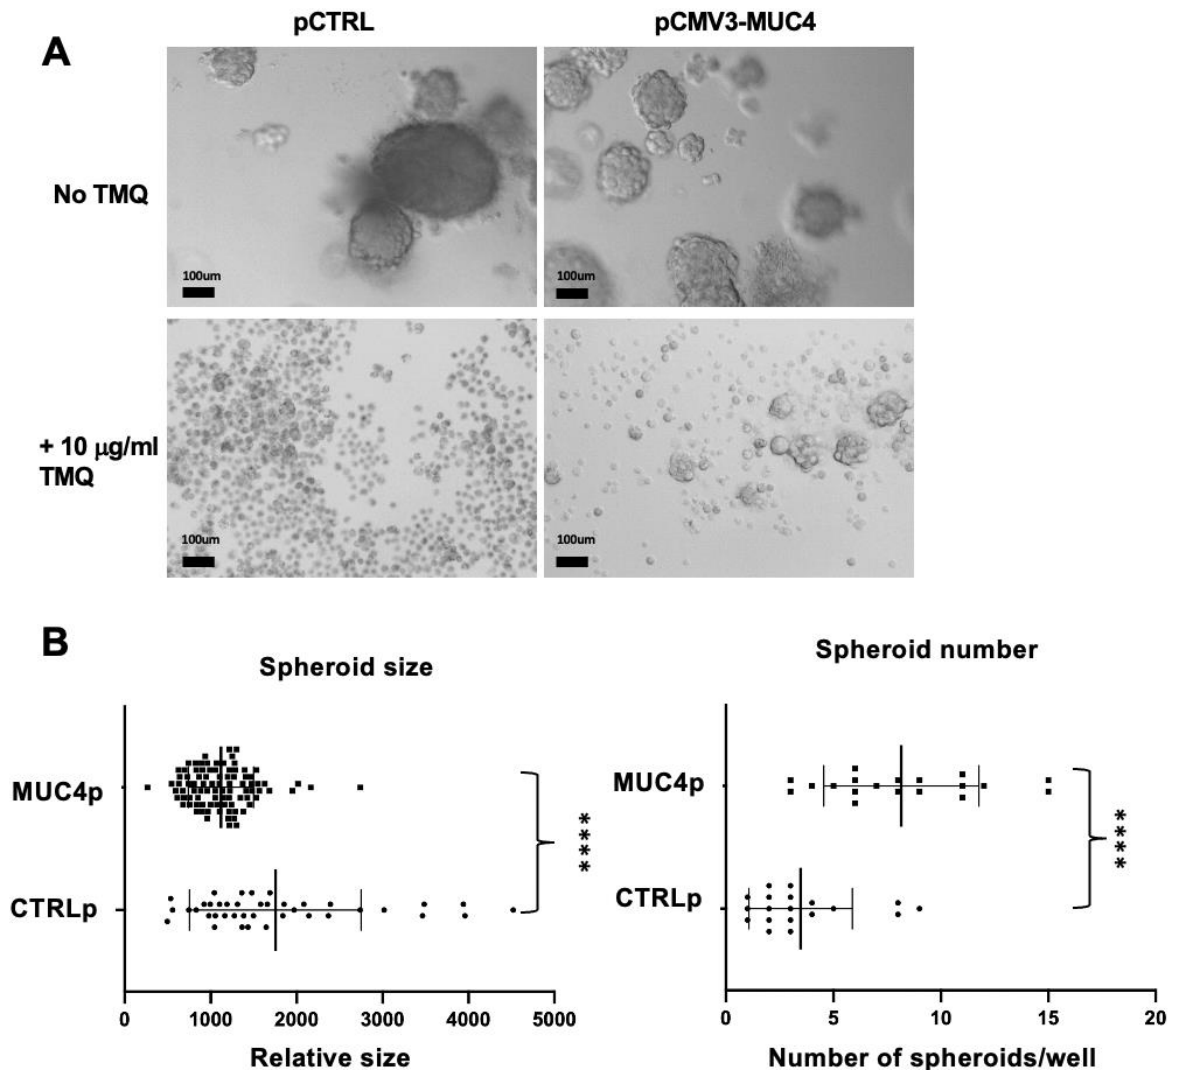 A
pCTRL
pCMV3-MUC4
No TMQ
100um
100um
+ 10 μg/ml
TMQ
100um
100um
B
Spheroid size
MUC4p
CTRLp
****
0 1000 2000 3000 4000 5000
Relative size
Spheroid number
MUC4p
CTRLp
****
0 5 10 15 20
Number of spheroids/well